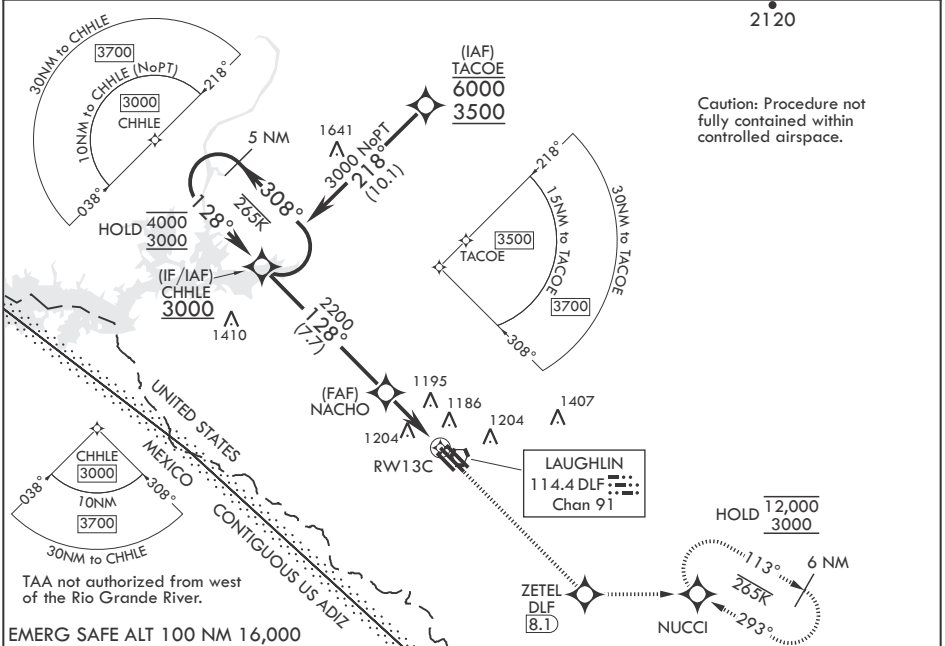 2120
30NM to CHHLE
3700
10NM to CHHLE (NoPT)
218°
3000
CHHLE
038°
(IAF)
TACOE
6000
3500
Caution: Procedure not
fully contained within
controlled airspace.
1641
5 NM
3000 NoPT
218°
(10.1)
308°
265K
128°
HOLD 4000
3000
(IF/IAF)
CHHLE
3000
1410
218°
15NM to TACOE
30NM to TACOE
3500
TACOE
3700
308°
2200
128°
(7.7)
(FAF)
NACHO
1195
1186
1204
1204
1407
RW13C
LAUGHLIN
114.4 DLF
Chan 91
UNITED STATES
MEXICO
CONTIGUOUS US ADIZ
CHHLE
3000
038°
308°
10NM
3700
30NM to CHHLE
TAA not authorized from west
of the Rio Grande River.
HOLD 12,000
3000
113°
6 NM
265K
293°
ZETEL
DLF
8.1
NUCCI
EMERG SAFE ALT 100 NM 16,000